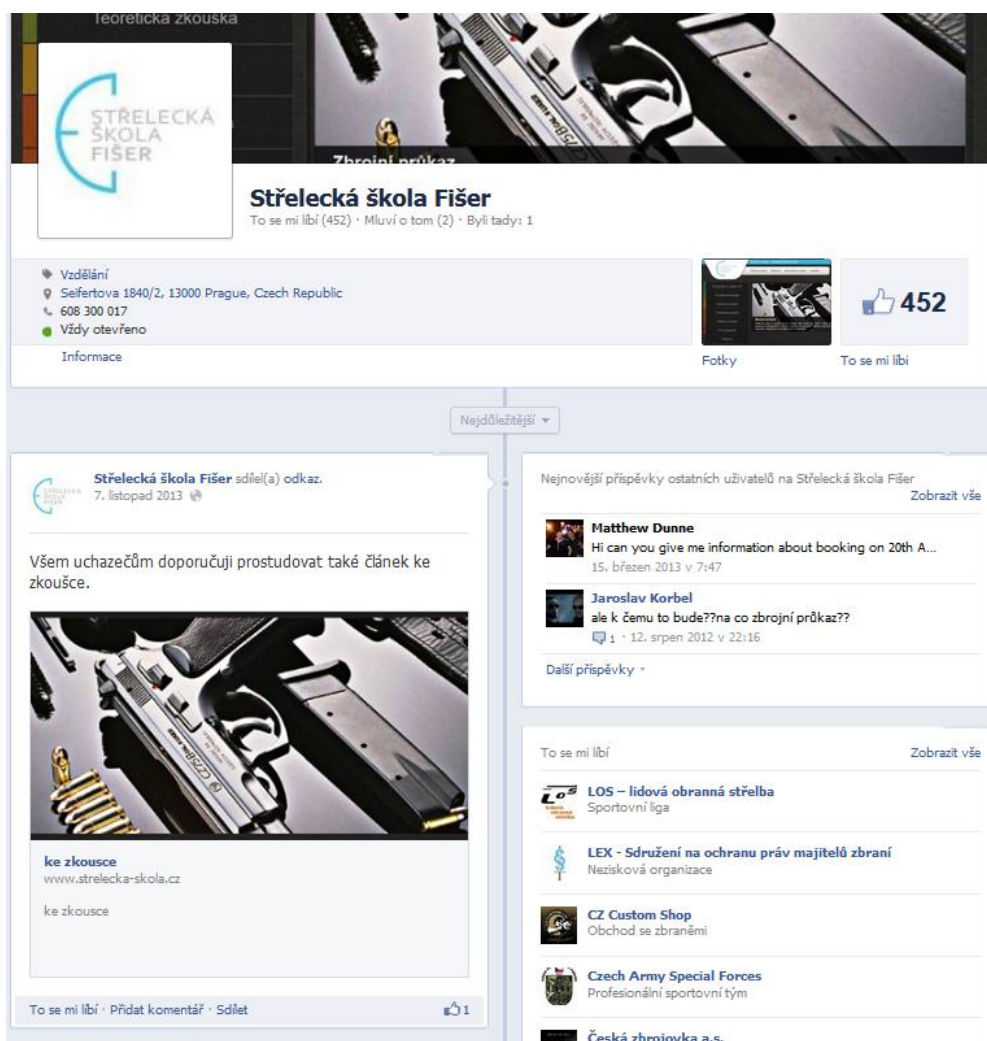 Teoretická zkouška
STŘELECKÁ
ŠKOLA
FIŠER
CZ 75 B
Zbrojní průkaz
Střelecká škola Fišer
To se mi líbí (452) · Mluví o tom (2) · Byli tady: 1
Vzdělání
Seifertova 1840/2, 13000 Prague, Czech Republic
608 300 017
Vždy otevřeno
Informace
452
Fotky
To se mi líbi
Nejdůležitější
Střelecká škola Fišer sdílel(a) odkaz.
7. listopad 2013
Všem uchazečům doporučuji prostudovat také článek ke
zkoušce.
CZ 75 B
ke zkousce
www.strelecka-skola.cz
ke zkousce
To se mi líbí · Přidat komentář · Sdílet
1
Nejnovější příspěvky ostatních uživatelů na Střelecká škola Fišer
Zobrazit vše
Matthew Dunne
Hi can you give me information about booking on 20th A...
15. březen 2013 v 7:47
Jaroslav Korbel
ale k čemu to bude??na co zbrojní průkaz??
1 · 12. srpen 2012 v 22:16
Další příspěvky
To se mi líbí
Zobrazit vše
LOS
LOS – lidová obranná střelba
Sportovní liga
LEX - Sdružení na ochranu práv majitelů zbraní
Nezisková organizace
CZ Custom Shop
Obchod se zbraněmi
Czech Army Special Forces
Profesionální sportovní tým
Česká zbrojovka a.s.